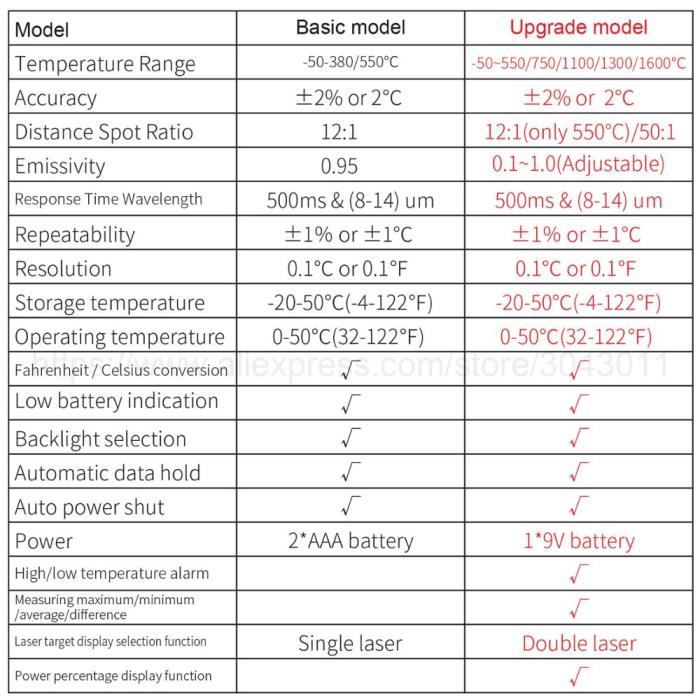 Model Basic model Upgrade model
Temperature Range -50-380/550°C -50~550/750/1100/1300/1600°C
Accuracy ±2% or 2°C ±2% or 2°C
Distance Spot Ratio 12:1 12:1(only 550°C)/50:1
Emissivity 0.95 0.1~1.0(Adjustable)
Response Time Wavelength 500ms & (8-14) um 500ms & (8-14) um
Repeatability ±1% or ±1°C ±1% or ±1°C
Resolution 0.1°C or 0.1°F 0.1°C or 0.1°F
Storage temperature -20-50°C(-4-122°F) -20-50°C(-4-122°F)
Operating temperature 0-50°C(32-122°F) 0-50°C(32-122°F)
https://www.aliexpress.com/store/3043011
Fahrenheit / Celsius conversion √ √
Low battery indication √ √
Backlight selection √ √
Automatic data hold √ √
Auto power shut √ √
Power 2*AAA battery 1*9V battery
High/low temperature alarm √
Measuring maximum/minimum
/average/difference √
Laser target display selection function Single laser Double laser
Power percentage display function √